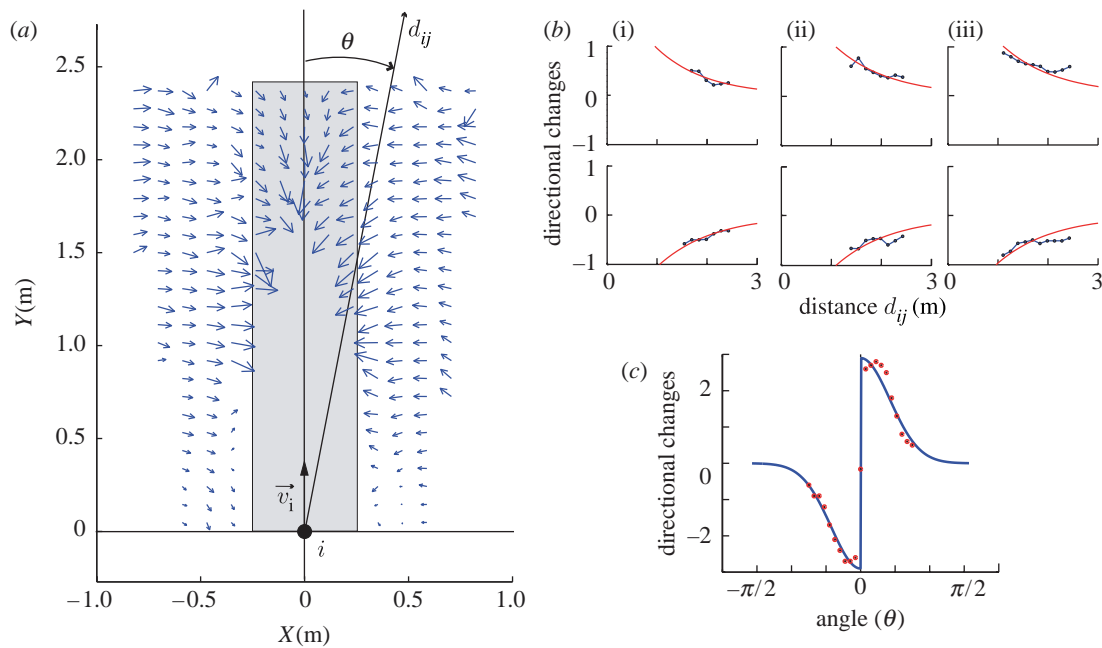 (a)
θ
d_ij
2.5
2.0
1.5
1.0
0.5
0
Y(m)
v_i
i
−1.0
−0.5
0
0.5
1.0
X(m)
(b)
(i)
(ii)
(iii)
directional changes
1
0
−1
directional changes
1
0
−1
0
3
0
3
0
3
distance d_ij (m)
(c)
directional changes
2
0
−2
−π/2
0
π/2
angle (θ)